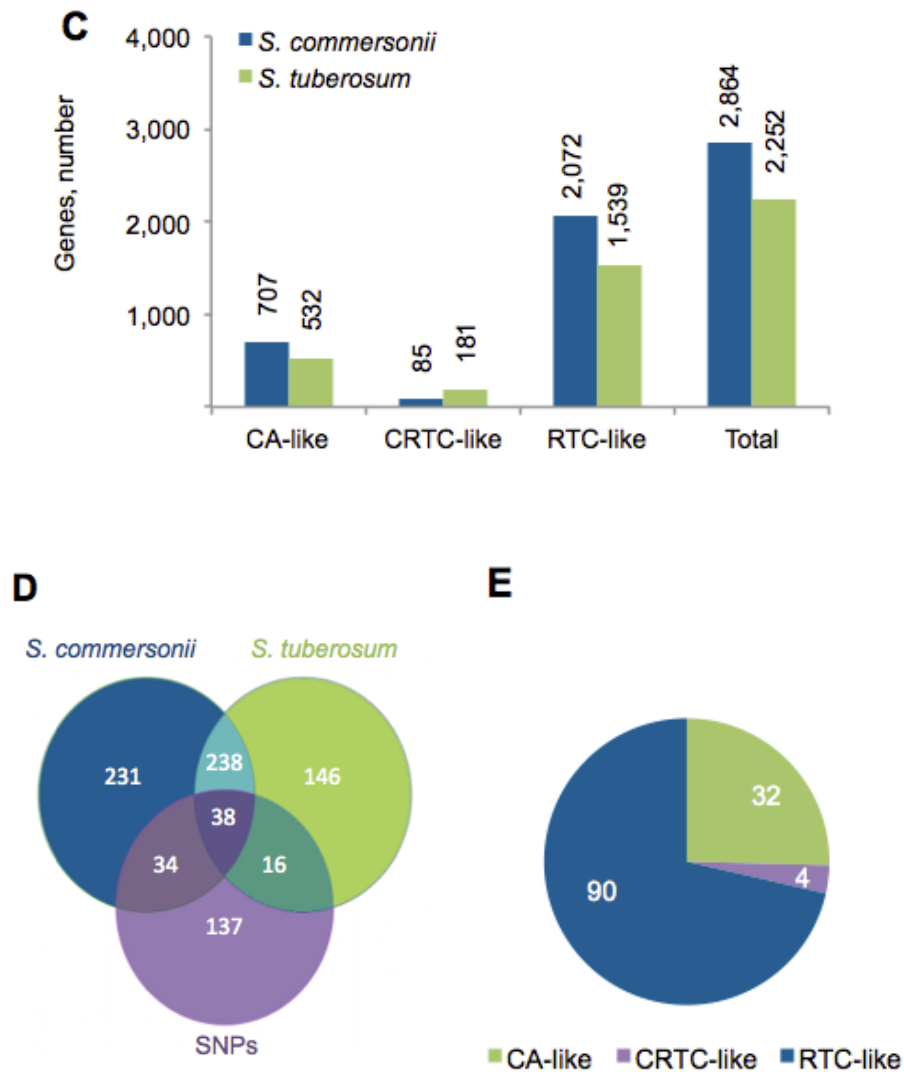 C
4,000
3,000
2,000
1,000
Genes, number
S. commersonii
S. tuberosum
707
532
85
181
2,072
1,539
2,864
2,252
CA-like
CRTC-like
RTC-like
Total
D
S. commersonii
S. tuberosum
231
238
146
38
34
16
137
SNPs
E
32
4
90
CA-like
CRTC-like
RTC-like